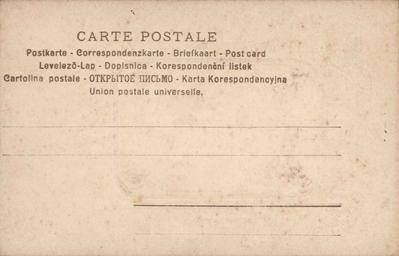 CARTE POSTALE
Postkarte - Correspondenzkarte - Briefkaart - Post card
Levelező-Lap - Dopisnica - Korespondenční listek
Cartolina postale - ОТКРЫТОЕ ПИСЬМО - Karta Korespondencyjna
Union postale universelle.